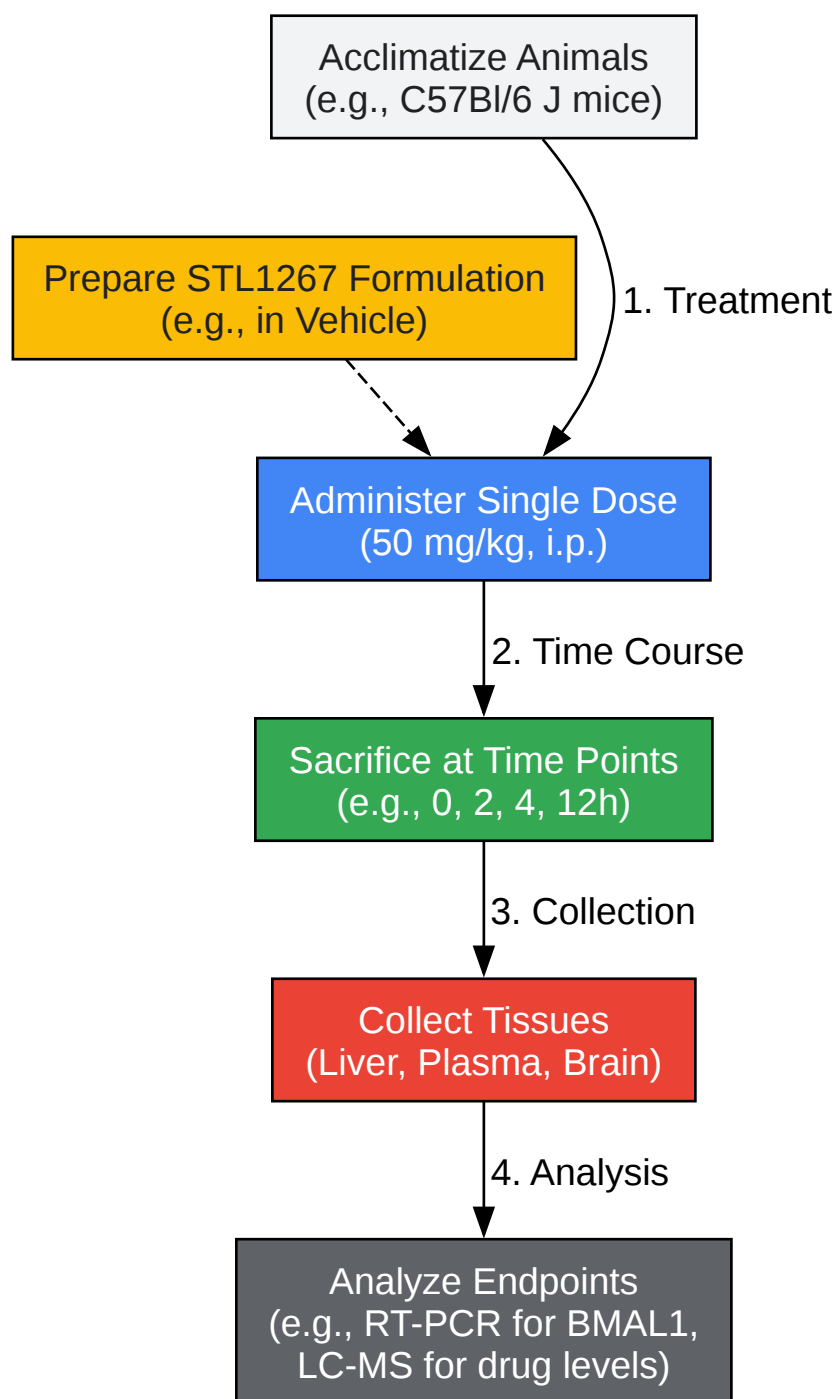 Acclimatize Animals
(e.g., C57Bl/6 J mice)
Prepare STL1267 Formulation
(e.g., in Vehicle)
1. Treatment
Administer Single Dose
(50 mg/kg, i.p.)
2. Time Course
Sacrifice at Time Points
(e.g., 0, 2, 4, 12h)
3. Collection
Collect Tissues
(Liver, Plasma, Brain)
4. Analysis
Analyze Endpoints
(e.g., RT-PCR for BMAL1,
LC-MS for drug levels)